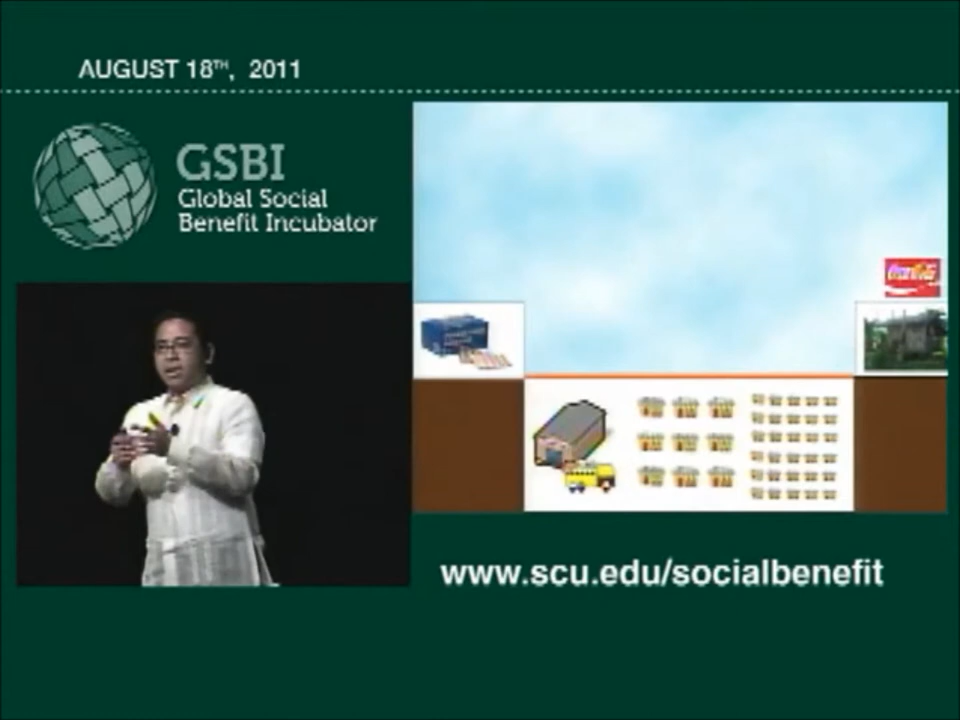 AUGUST 18TH, 2011
GSBI
Global Social
Benefit Incubator
www.scu.edu/socialbenefit